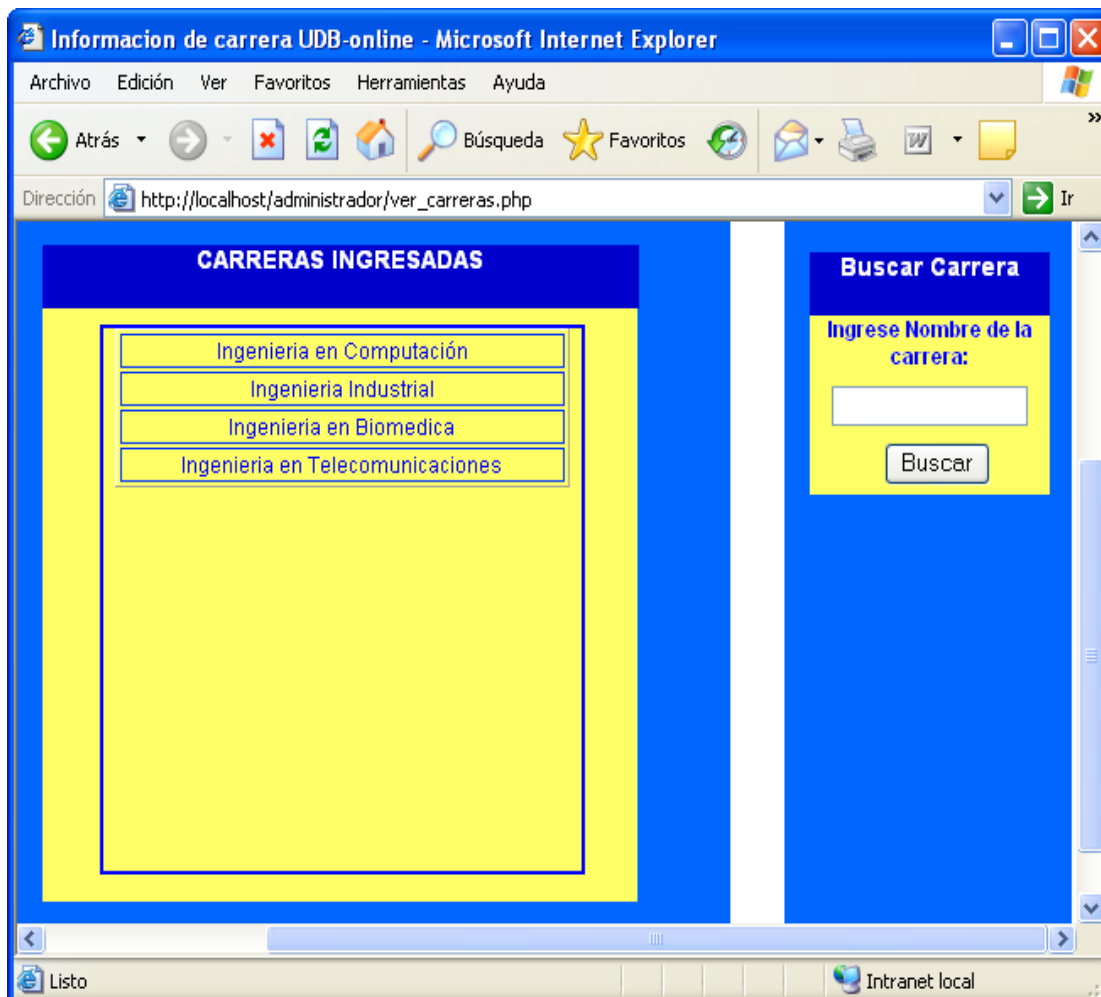 Informacion de carrera UDB-online - Microsoft Internet Explorer
Archivo Edición Ver Favoritos Herramientas Ayuda
Atrás Búsqueda Favoritos W »
Dirección http://localhost/administrador/ver_carreras.php Ir
CARRERAS INGRESADAS
Ingenieria en Computación
Ingenieria Industrial
Ingenieria en Biomedica
Ingenieria en Telecomunicaciones
Buscar Carrera
Ingrese Nombre de la
carrera:
Buscar
Listo Intranet local